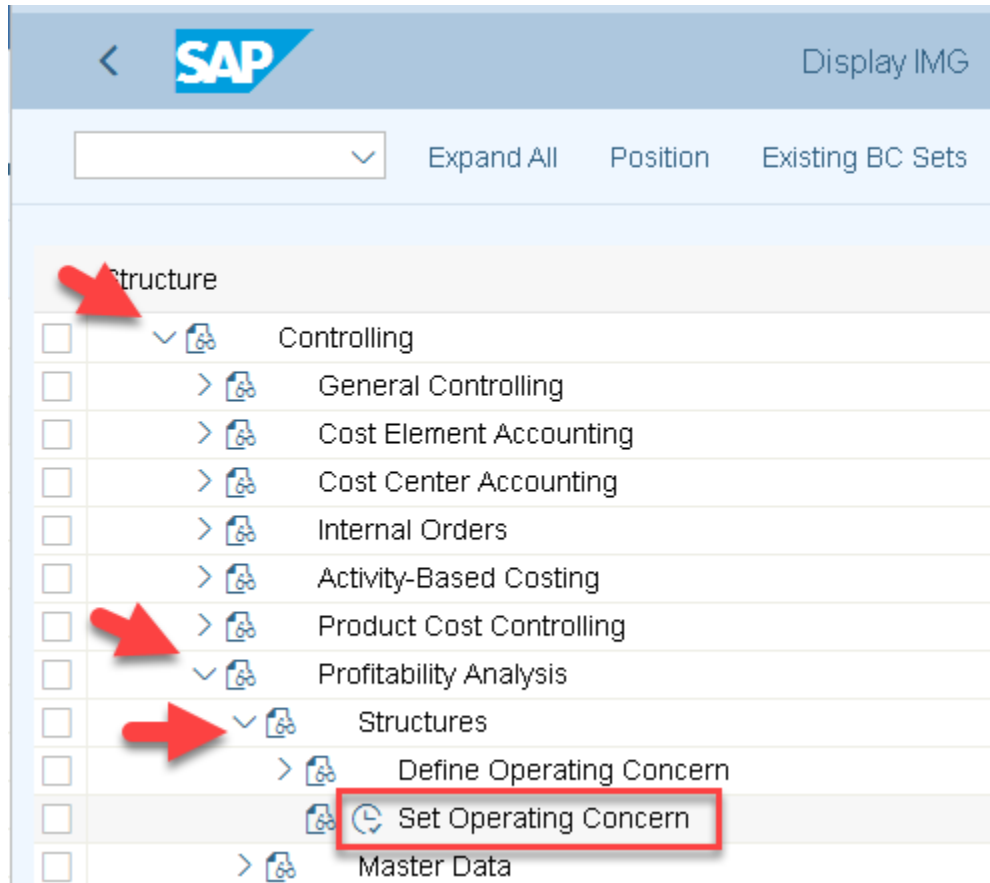 SAP
Display IMG
Expand All Position Existing BC Sets
Structure
Controlling
General Controlling
Cost Element Accounting
Cost Center Accounting
Internal Orders
Activity-Based Costing
Product Cost Controlling
Profitability Analysis
Structures
Define Operating Concern
Set Operating Concern
Master Data